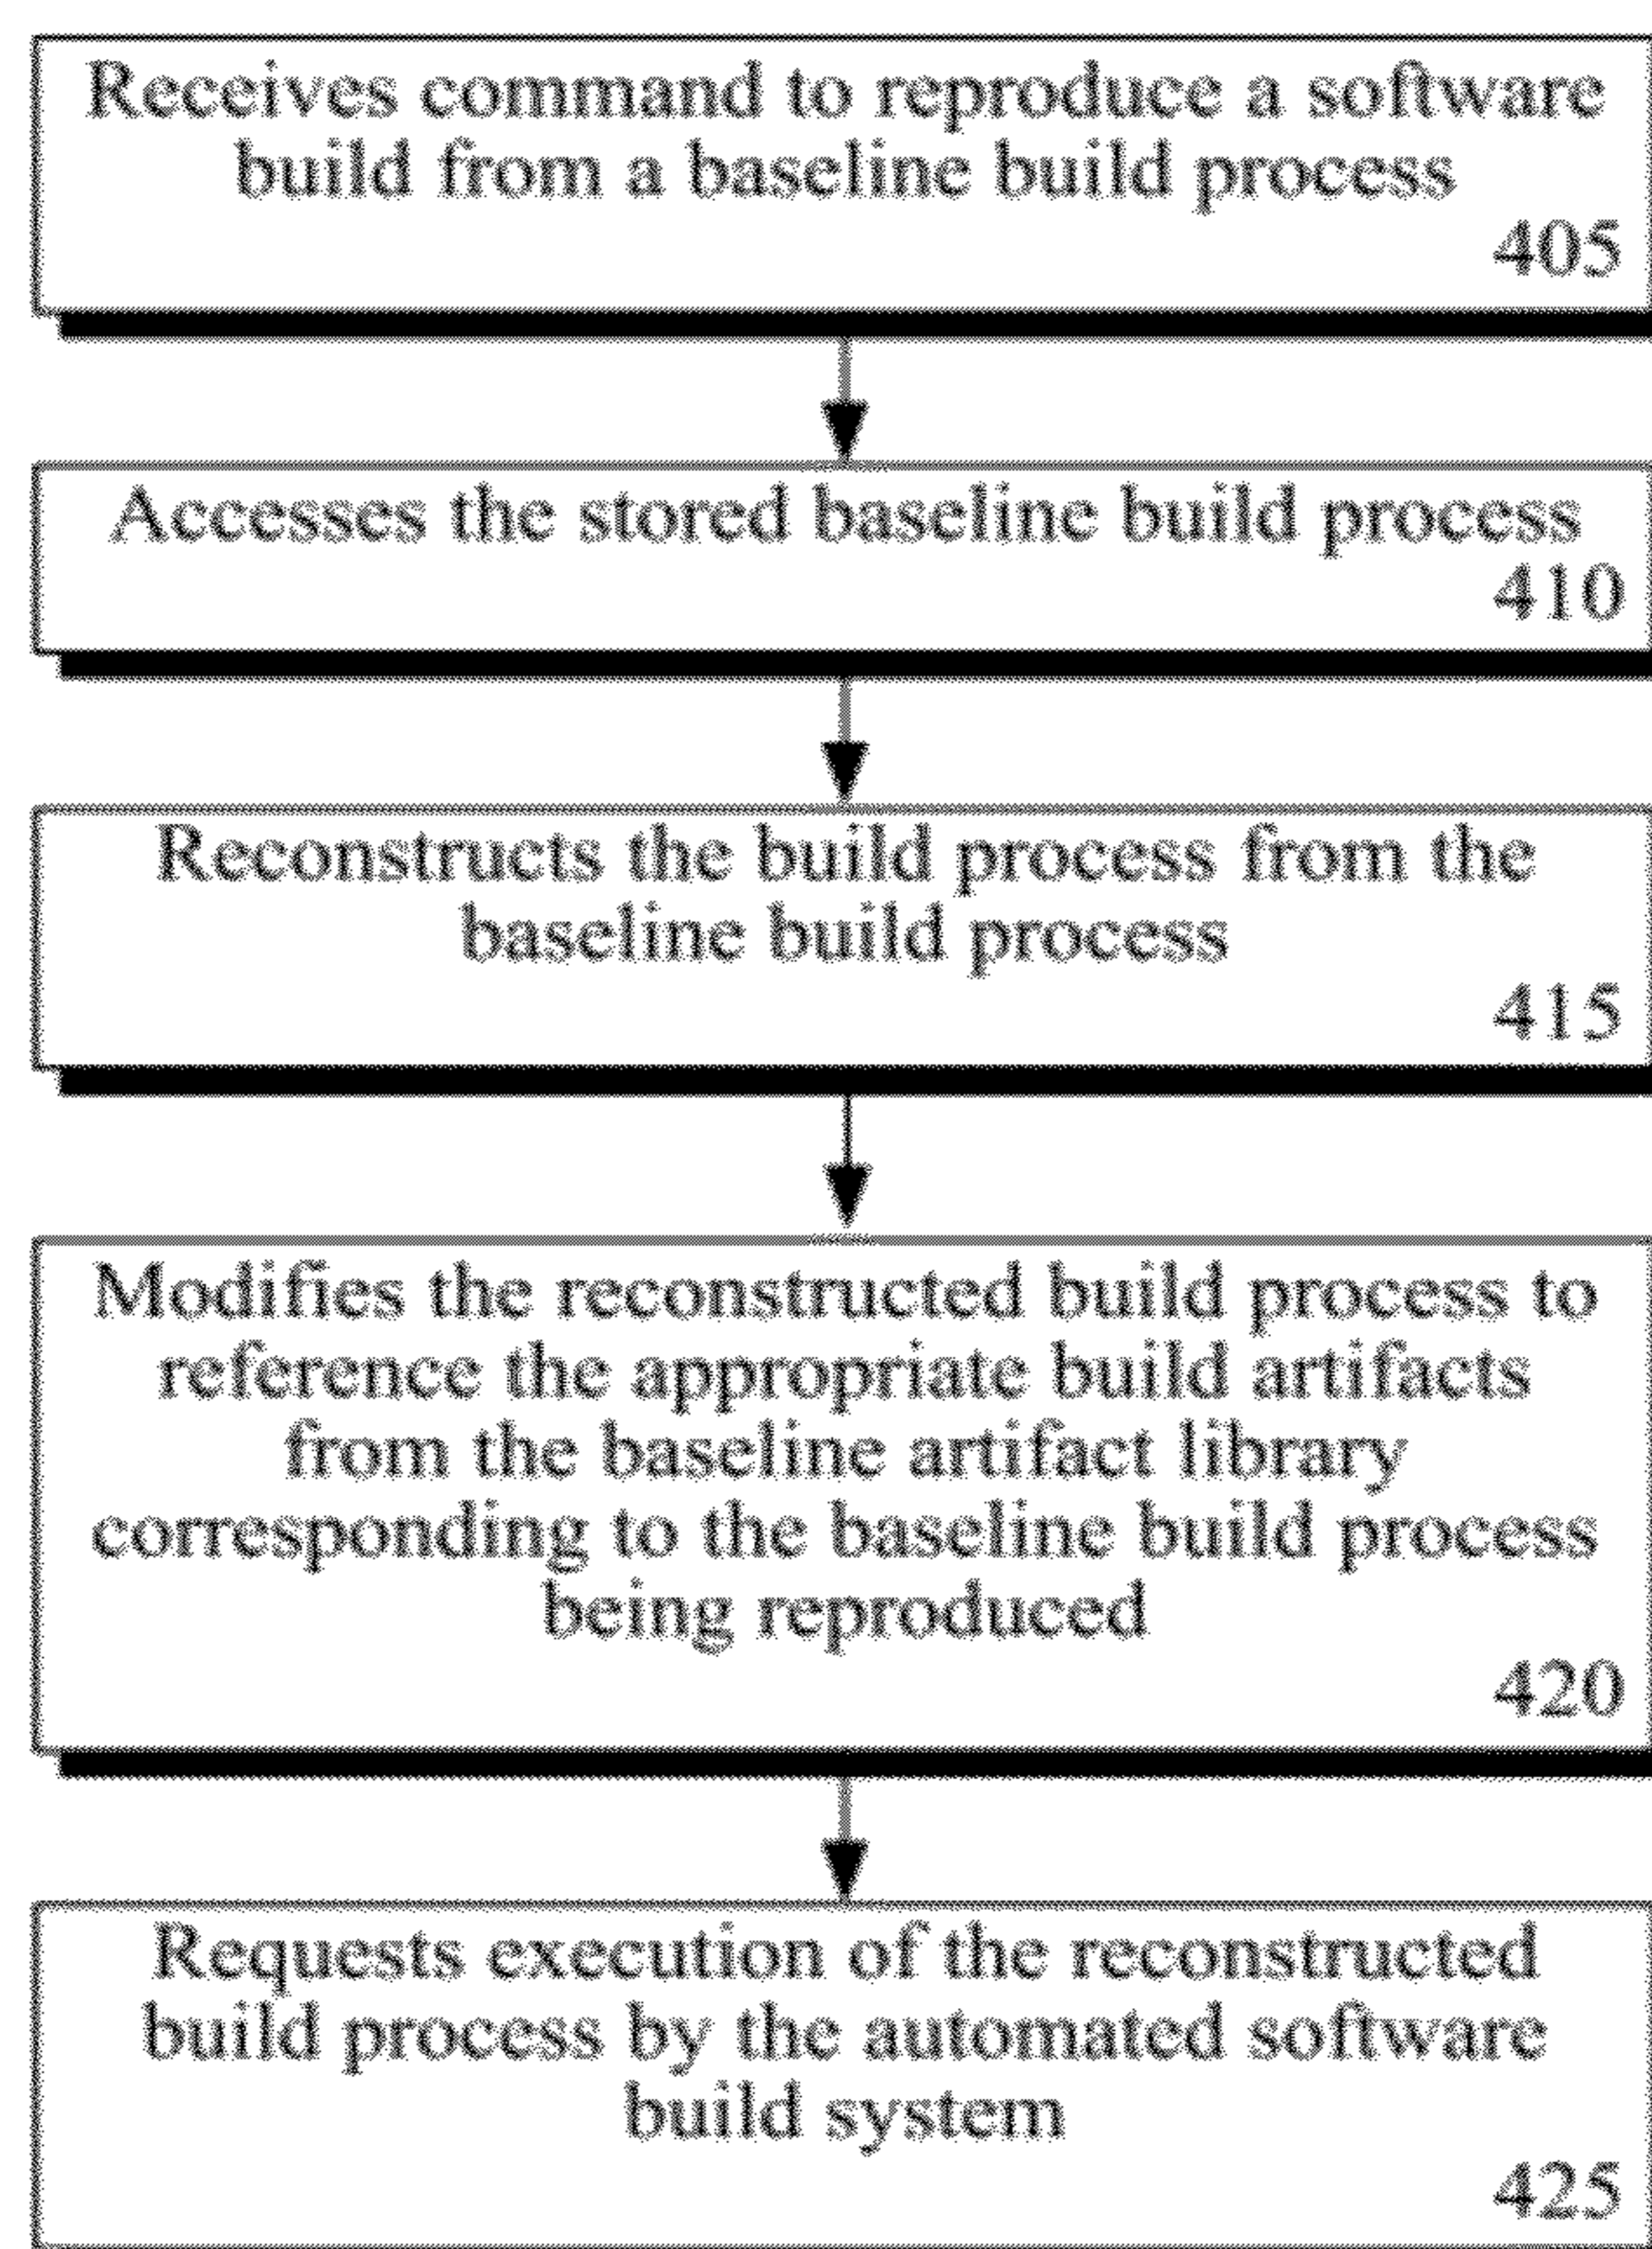 Receives command to reproduce a software
build from a baseline build process
405
Accesses the stored baseline build process
410
Reconstructs the build process from the
baseline build process
415
Modifies the reconstructed build process to
reference the appropriate build artifacts
from the baseline artifact library
corresponding to the baseline build process
being reproduced
420
Requests execution of the reconstructed
build process by the automated software
build system
425